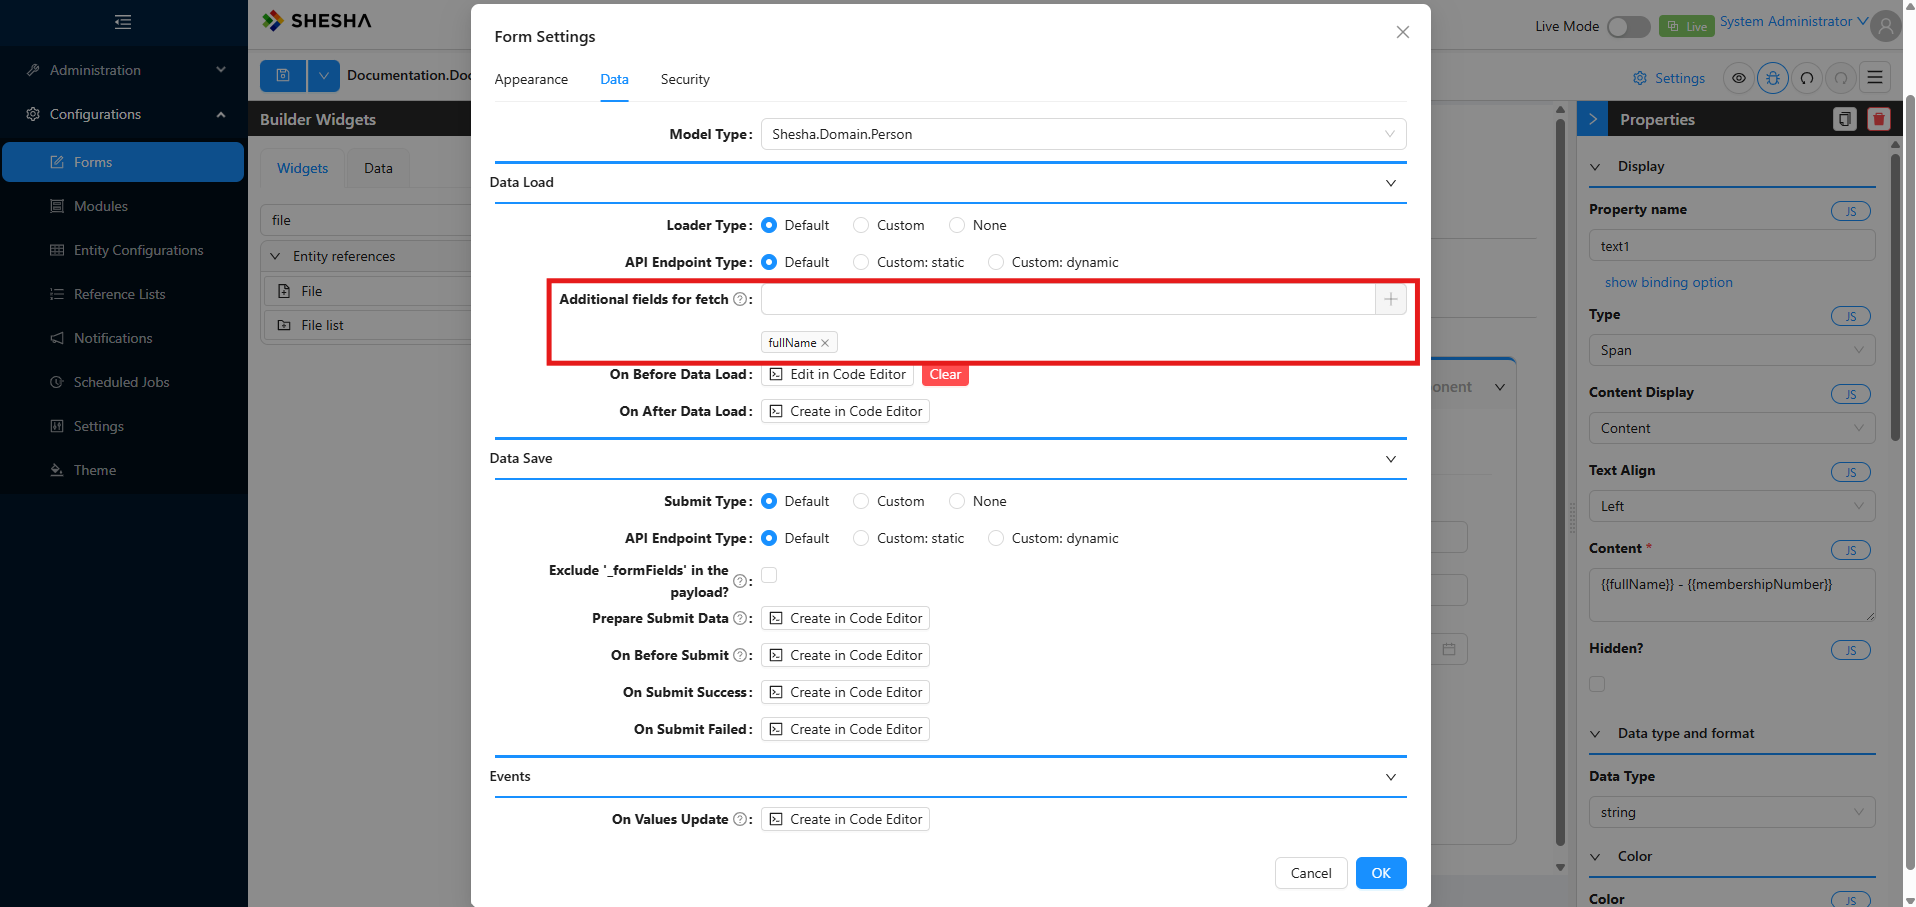 SHESHA
Live Mode
Live
System Administrator
Administration
Configurations
Forms
Modules
Entity Configurations
Reference Lists
Notifications
Scheduled Jobs
Settings
Theme
Documentation.Doc
Settings
Builder Widgets
Widgets
Data
file
Entity references
File
File list
Form Settings
Appearance
Data
Security
Model Type:
Shesha.Domain.Person
Data Load
Loader Type: Default Custom None
API Endpoint Type: Default Custom: static Custom: dynamic
Additional fields for fetch ? :
fullName
On Before Data Load: Edit in Code Editor Clear
On After Data Load: Create in Code Editor
Data Save
Submit Type: Default Custom None
API Endpoint Type: Default Custom: static Custom: dynamic
Exclude '_formFields' in the
payload? ? :
Prepare Submit Data ? : Create in Code Editor
On Before Submit ? : Create in Code Editor
On Submit Success: Create in Code Editor
On Submit Failed: Create in Code Editor
Events
On Values Update ? : Create in Code Editor
Cancel
OK
onent
Properties
Display
Property name JS
text1
show binding option
Type JS
Span
Content Display JS
Content
Text Align JS
Left
Content * JS
{{fullName}} - {{membershipNumber}}
Hidden? JS
Data type and format
Data Type
string
Color
Color JS